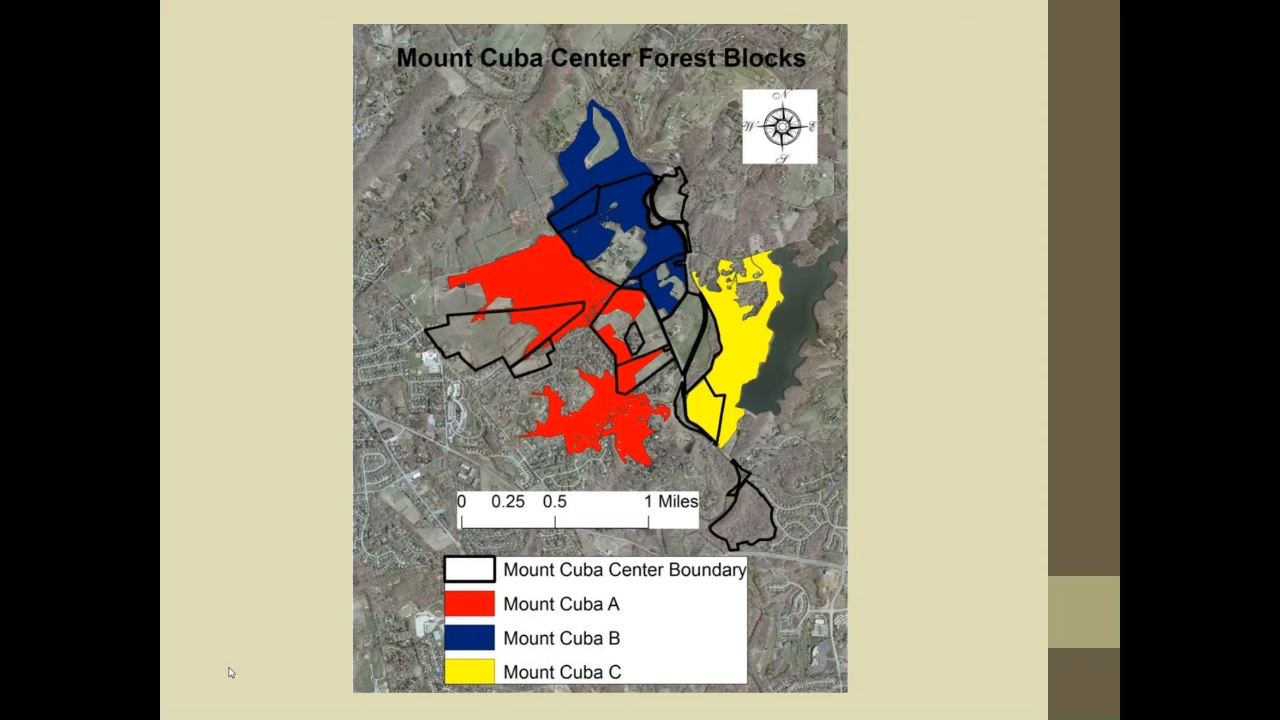 Mount Cuba Center Forest Blocks
N
W E
S
0 0.25 0.5 1 Miles
Mount Cuba Center Boundary
Mount Cuba A
Mount Cuba B
Mount Cuba C